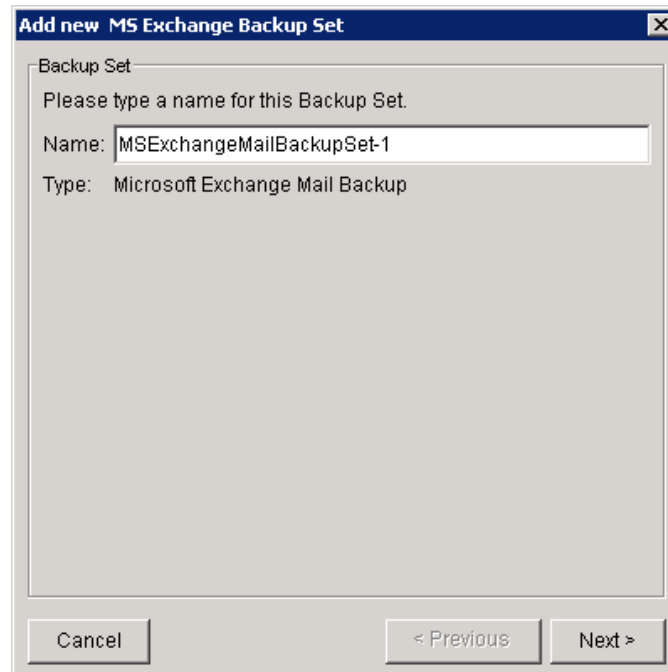 Add new MS Exchange Backup Set
Backup Set
Please type a name for this Backup Set.
Name: MSExchangeMailBackupSet-1
Type: Microsoft Exchange Mail Backup
Cancel < Previous Next >